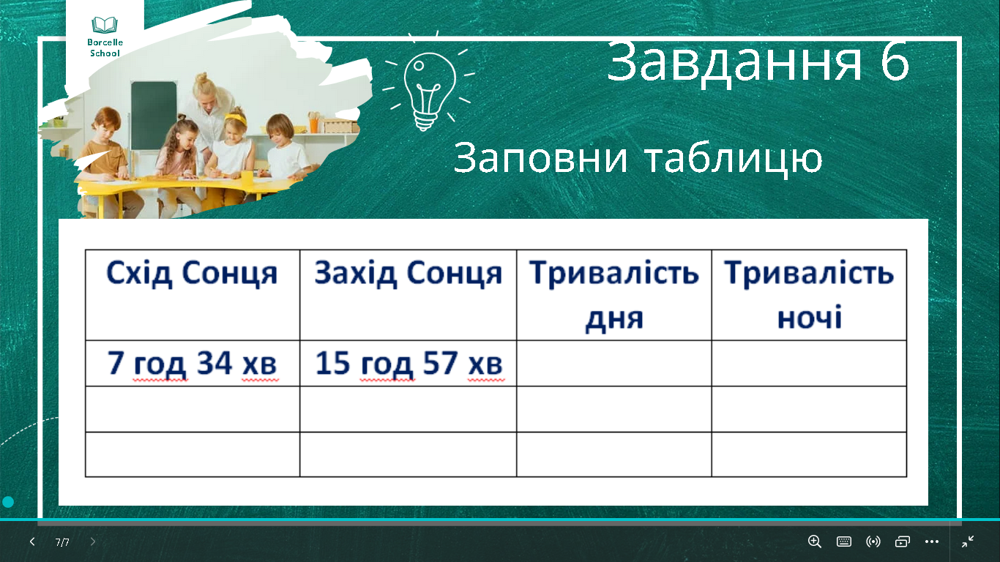 Borcelle
School
Завдання 6
Заповни таблицю
Схід Сонця
Захід Сонця
Тривалість
дня
Тривалість
ночі
7 год 34 хв
15 год 57 хв
7/7